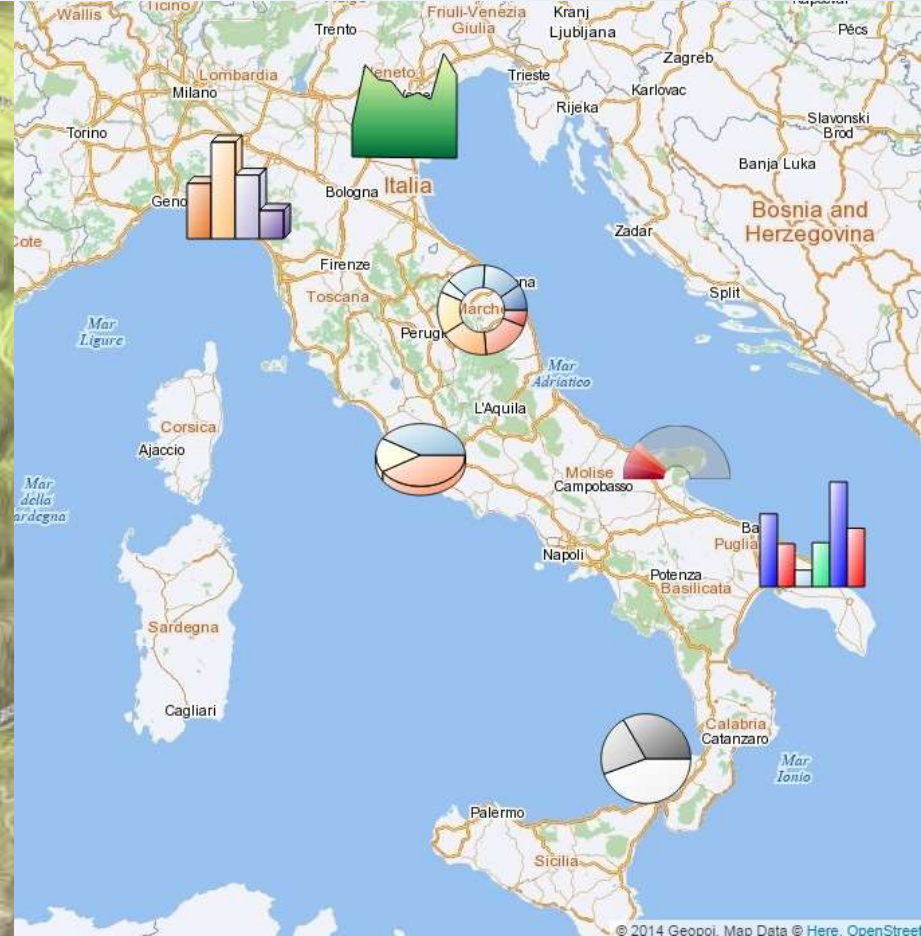 Wallis
Ticino
Trento
Friuli-Venezia
Giulia
Kranj
Ljubljana
Pécs
Zagreb
Lombardia
Milano
Veneto
Trieste
Karlovac
Rijeka
Torino
Slavonski
Brod
Banja Luka
Bologna
Italia
Geno
Bosnia and
Herzegovina
Zadar
Cote
Firenze
Toscana
na
Marche
Split
Mar
Ligure
Perugi
Mar
Adriatico
L'Aquila
Corsica
Ajaccio
Molise
Campobasso
Mar
della
ardegna
Ba
Puglia
Napoli
Potenza
Basilicata
Sardegna
Cagliari
Calabria
Catanzaro
Mar
Ionio
Palermo
Sicilia
© 2014 Geopoi, Map Data © Here, OpenStreet